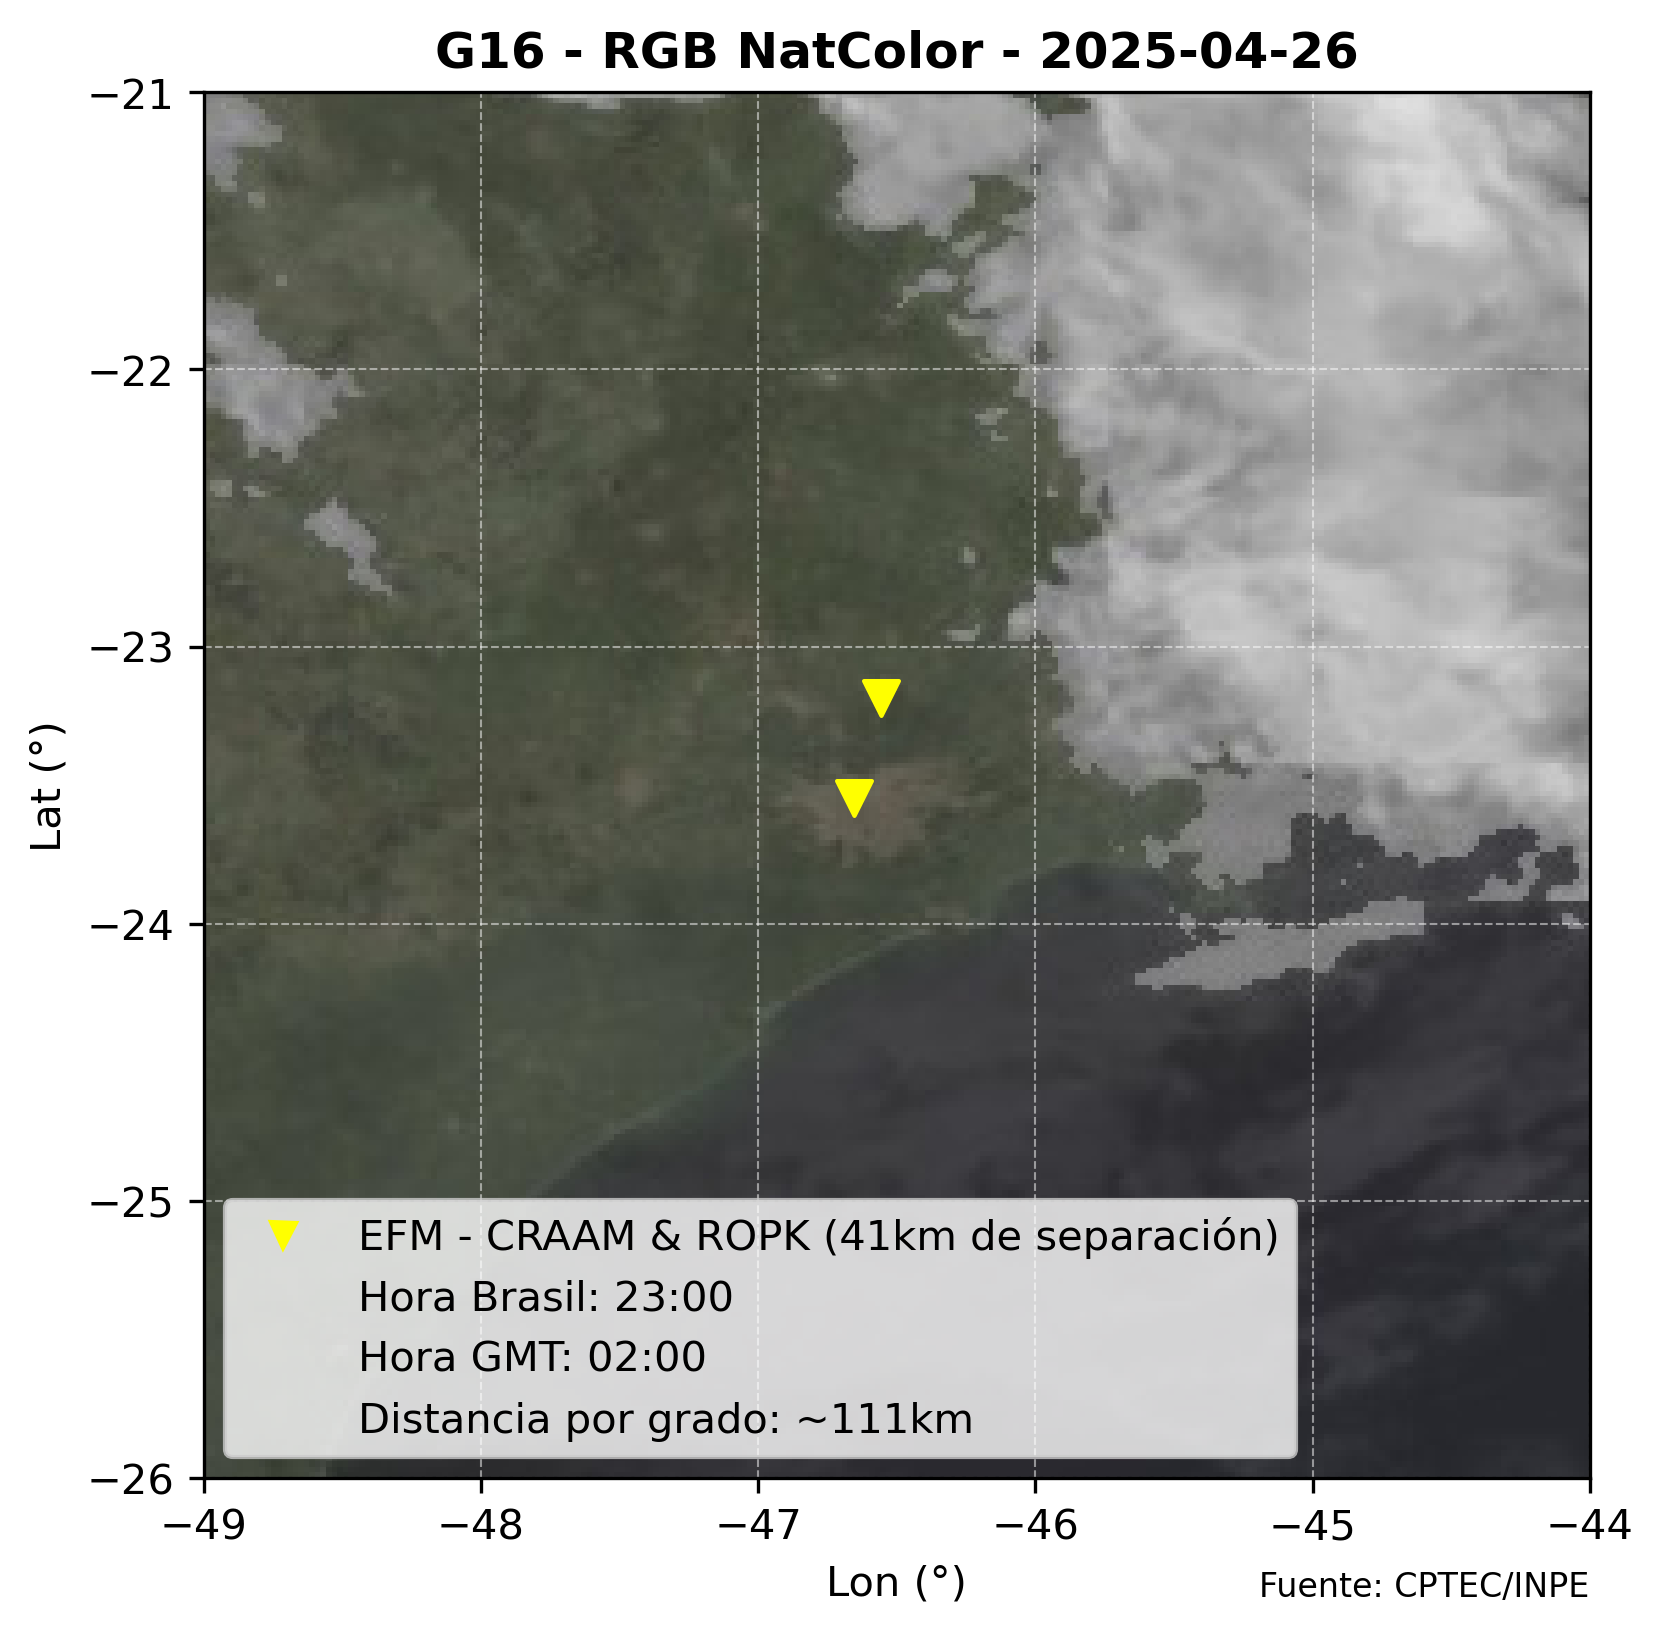 G16 - RGB NatColor - 2025-04-26
−21
−22
−23
−24
−25
−26
Lat (°)
EFM - CRAAM & ROPK (41km de separación)
Hora Brasil: 23:00
Hora GMT: 02:00
Distancia por grado: ~111km
−49
−48
−47
−46
−45
−44
Lon (°)
Fuente: CPTEC/INPE